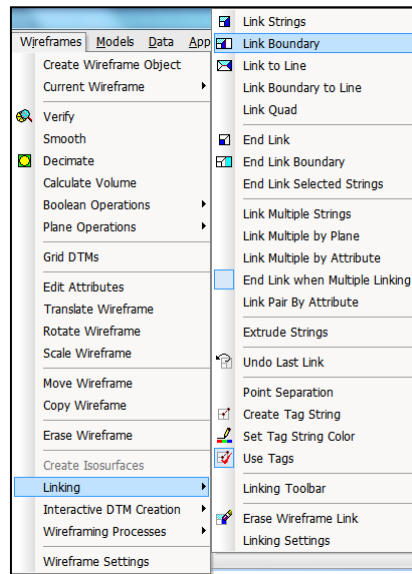 Wireframes Models Data App
Create Wireframe Object
Current Wireframe
Verify
Smooth
Decimate
Calculate Volume
Boolean Operations
Plane Operations
Grid DTMs
Edit Attributes
Translate Wireframe
Rotate Wireframe
Scale Wireframe
Move Wireframe
Copy Wirefame
Erase Wireframe
Create Isosurfaces
Linking
Interactive DTM Creation
Wireframing Processes
Wireframe Settings
Link Strings
Link Boundary
Link to Line
Link Boundary to Line
Link Quad
End Link
End Link Boundary
End Link Selected Strings
Link Multiple Strings
Link Multiple by Plane
Link Multiple by Attribute
End Link when Multiple Linking
Link Pair By Attribute
Extrude Strings
Undo Last Link
Point Separation
Create Tag String
Set Tag String Color
Use Tags
Linking Toolbar
Erase Wireframe Link
Linking Settings